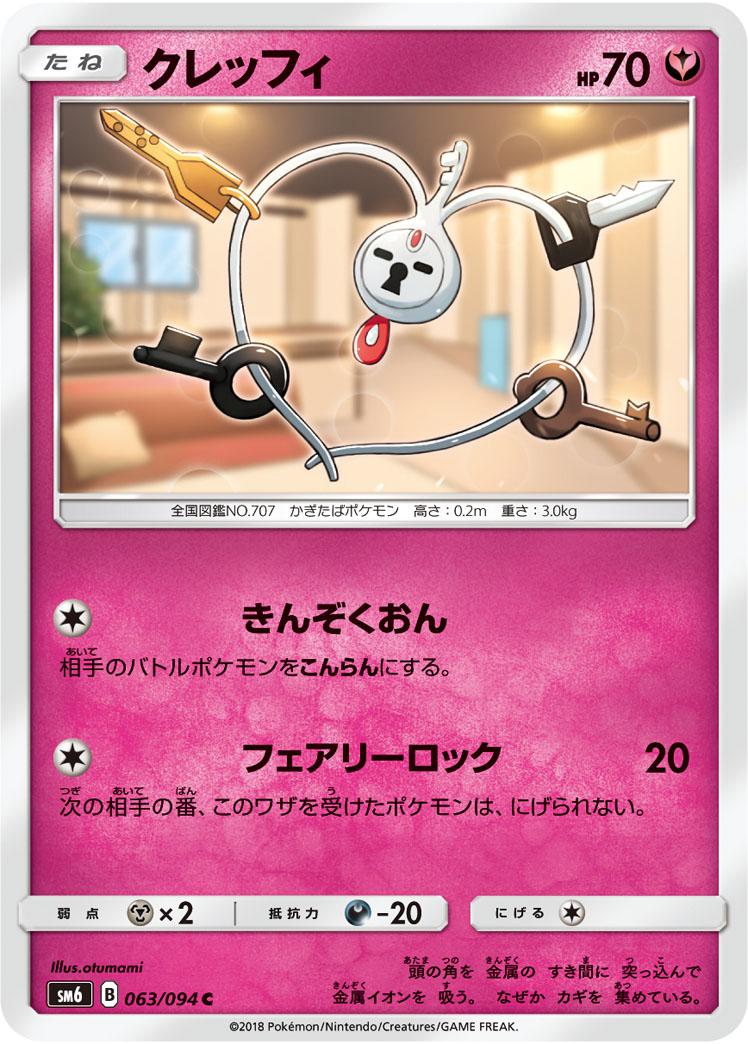 たね クレッフィ HP70
全国図鑑NO.707 かぎたばポケモン 高さ:0.2m 重さ:3.0kg
きんぞくおん
相手のバトルポケモンをこんらんにする。
フェアリーロック 20
次の相手の番、このワザを受けたポケモンは、にげられない。
弱点 ×2 抵抗力 -20 にげる
Illus.otumami
頭の角を 金属の すき間に 突っ込んで
金属イオンを 吸う。 なぜか カギを 集めている。
SM6 B 063/094 C
©2018 Pokémon/Nintendo/Creatures/GAME FREAK.